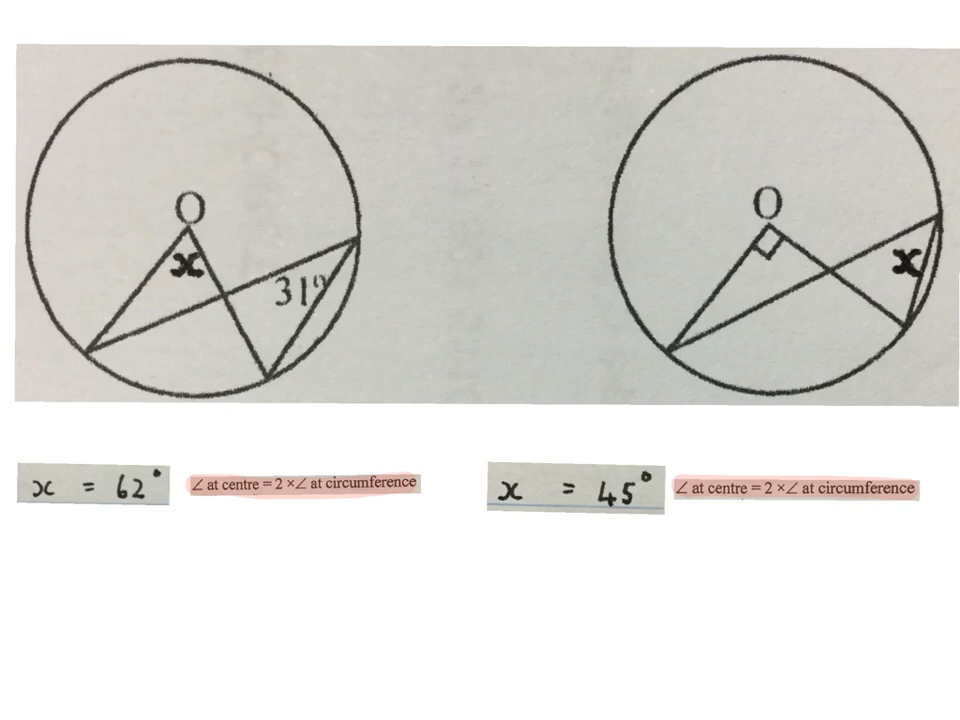 O
x
31°
O
x
x = 62°
∠ at centre = 2 ×∠ at circumference
x = 45°
∠ at centre = 2 ×∠ at circumference